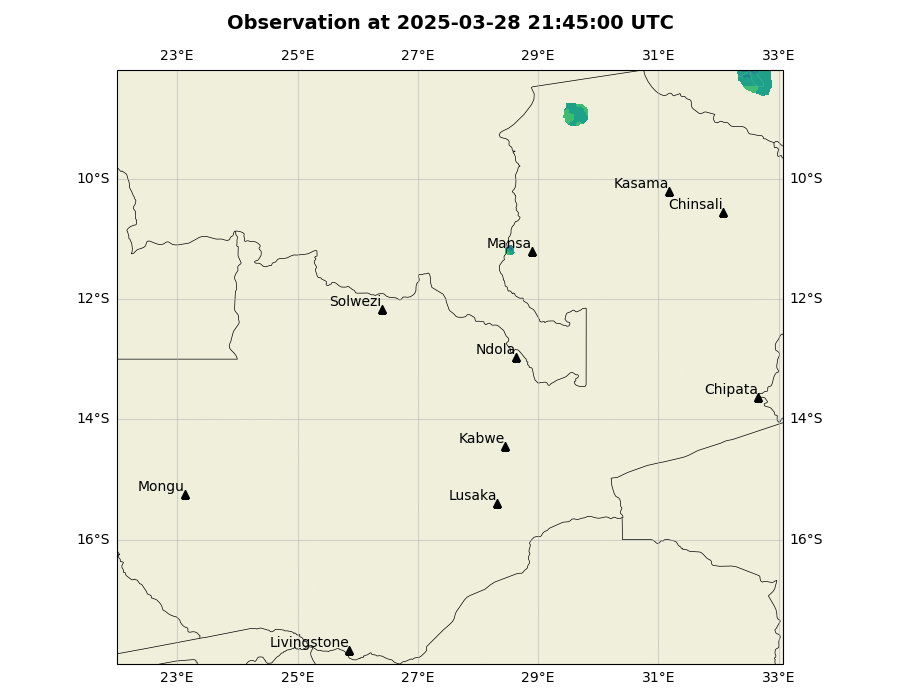 Observation at 2025-03-28 21:45:00 UTC
23°E 25°E 27°E 29°E 31°E 33°E
10°S 10°S
Kasama
Chinsali
Mansa
12°S 12°S
Solwezi
Ndola
Chipata
14°S 14°S
Kabwe
Mongu
Lusaka
16°S 16°S
Livingstone
23°E 25°E 27°E 29°E 31°E 33°E